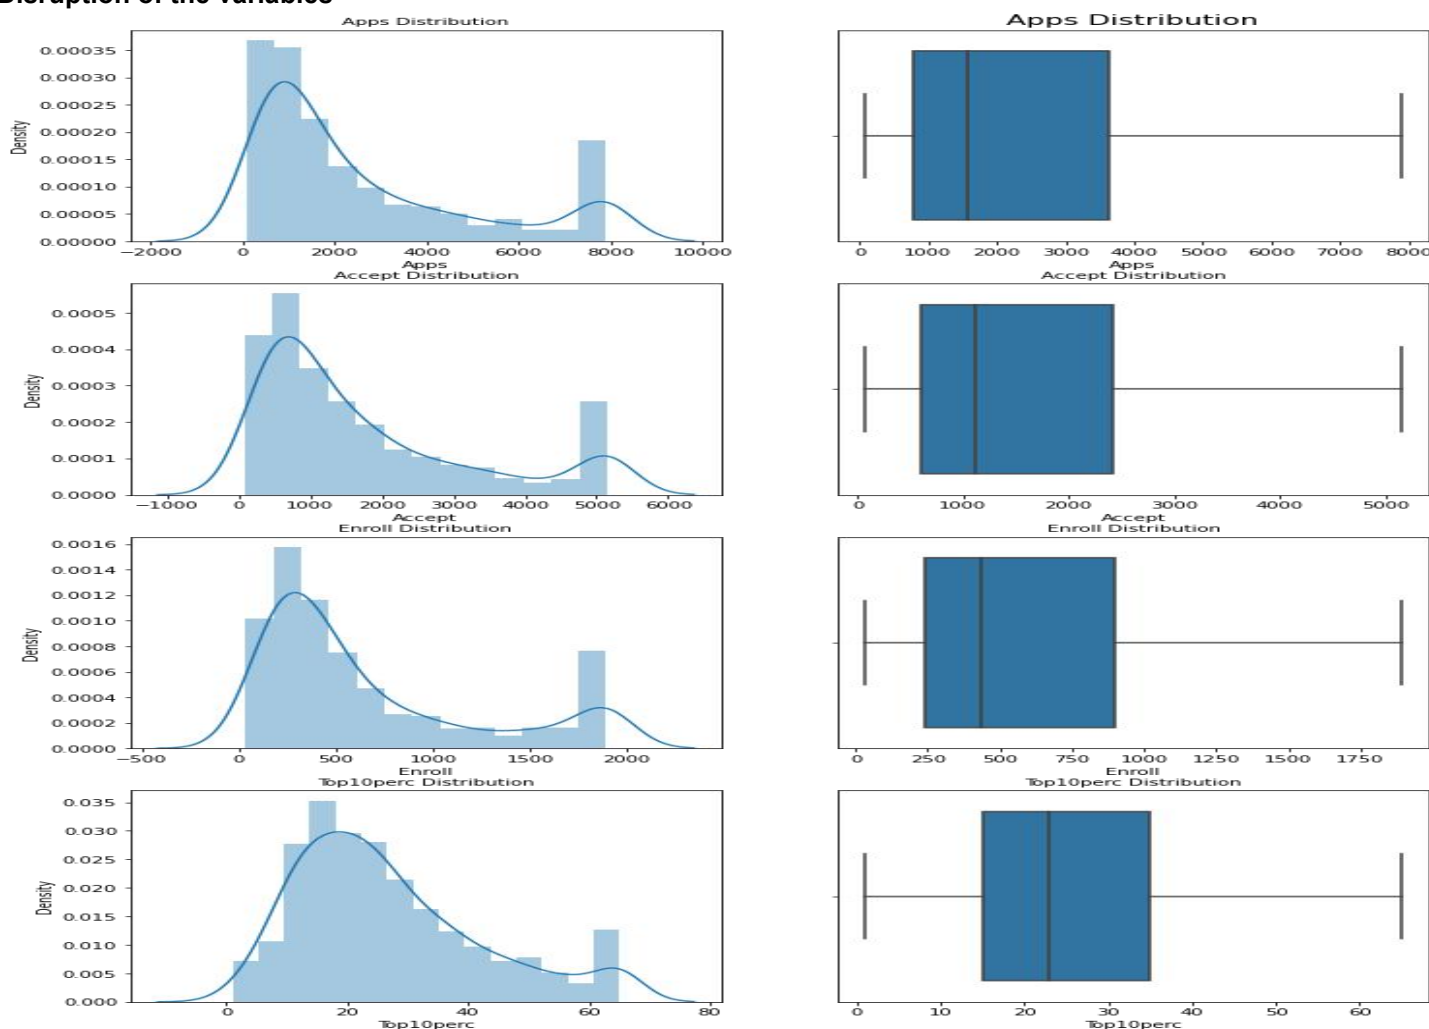 Disruption of the variables
Apps Distribution
0.00035
0.00030
0.00025
0.00020
0.00015
0.00010
0.00005
0.00000
Density
−2000 0 2000 4000 6000 8000 10000
Apps
Apps Distribution
0 1000 2000 3000 4000 5000 6000 7000 8000
Apps
Accept Distribution
0.0005
0.0004
0.0003
0.0002
0.0001
0.0000
Density
−1000 0 1000 2000 3000 4000 5000 6000
Accept
Accept Distribution
0 1000 2000 3000 4000 5000
Accept
Enroll Distribution
0.0016
0.0014
0.0012
0.0010
0.0008
0.0006
0.0004
0.0002
0.0000
Density
−500 0 500 1000 1500 2000
Enroll
Enroll Distribution
0 250 500 750 1000 1250 1500 1750
Enroll
Top10perc Distribution
0.035
0.030
0.025
0.020
0.015
0.010
0.005
0.000
Density
0 20 40 60 80
Top10perc
Top10perc Distribution
0 10 20 30 40 50 60
Top10perc